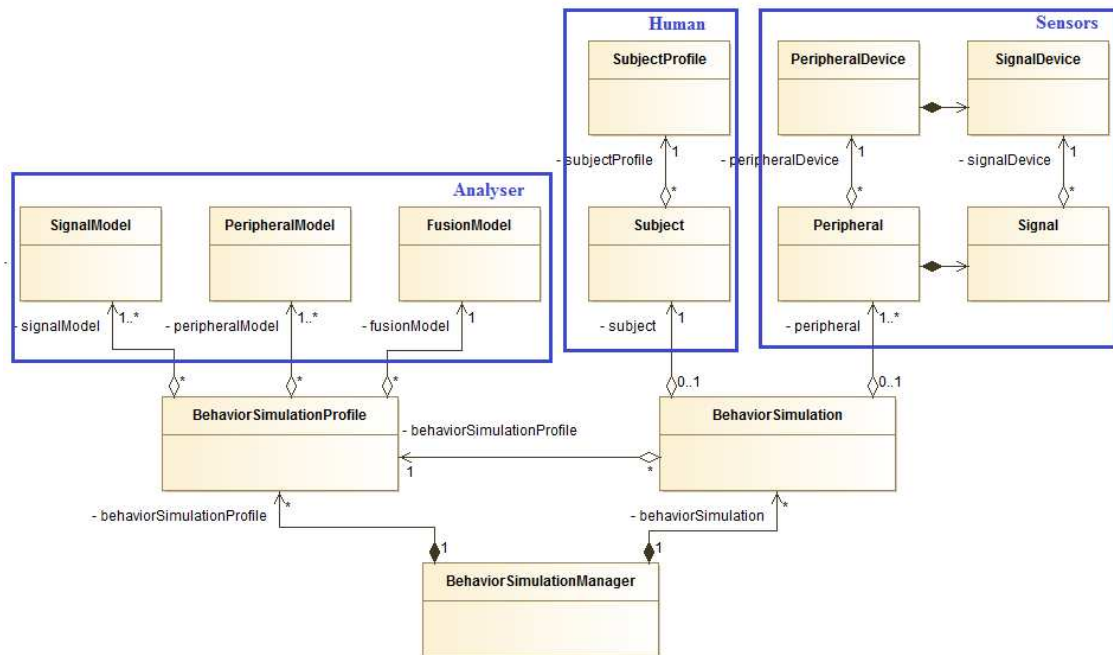 Human
Sensors
SubjectProfile
PeripheralDevice
SignalDevice
- subjectProfile
1
- peripheralDevice
1
- signalDevice
1
*
*
*
Analyser
SignalModel
PeripheralModel
FusionModel
Subject
Peripheral
Signal
-
- signalModel
1..*
- peripheralModel
1..*
- fusionModel
1
- subject
1
- peripheral
1..*
*
*
*
0..1
0..1
BehaviorSimulationProfile
BehaviorSimulation
- behaviorSimulationProfile
1
*
- behaviorSimulationProfile
*
- behaviorSimulation
*
1
1
BehaviorSimulationManager